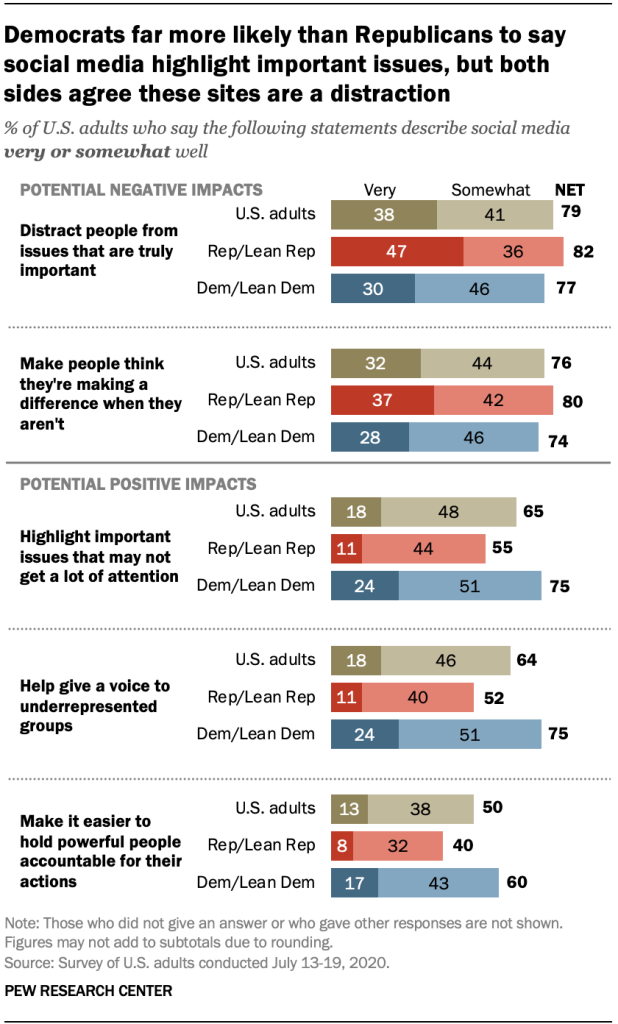 Democrats far more likely than Republicans to say
social media highlight important issues, but both
sides agree these sites are a distraction
% of U.S. adults who say the following statements describe social media
very or somewhat well
POTENTIAL NEGATIVE IMPACTS
Very Somewhat NET
Distract people from
issues that are truly
important
U.S. adults 38 41 79
Rep/Lean Rep 47 36 82
Dem/Lean Dem 30 46 77
Make people think
they're making a
difference when they
aren't
U.S. adults 32 44 76
Rep/Lean Rep 37 42 80
Dem/Lean Dem 28 46 74
POTENTIAL POSITIVE IMPACTS
Highlight important
issues that may not
get a lot of attention
U.S. adults 18 48 65
Rep/Lean Rep 11 44 55
Dem/Lean Dem 24 51 75
Help give a voice to
underrepresented
groups
U.S. adults 18 46 64
Rep/Lean Rep 11 40 52
Dem/Lean Dem 24 51 75
Make it easier to
hold powerful people
accountable for their
actions
U.S. adults 13 38 50
Rep/Lean Rep 8 32 40
Dem/Lean Dem 17 43 60
Note: Those who did not give an answer or who gave other responses are not shown.
Figures may not add to subtotals due to rounding.
Source: Survey of U.S. adults conducted July 13-19, 2020.
PEW RESEARCH CENTER